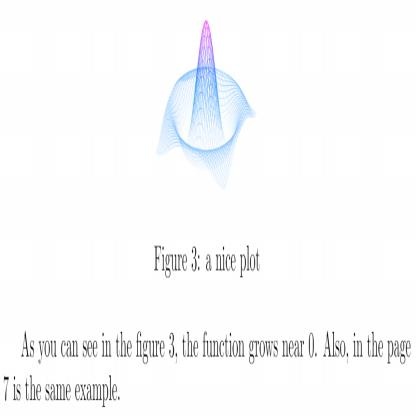 Figure 3: a nice plot
As you can see in the figure 3, the function grows near 0. Also, in the page
7 is the same example.